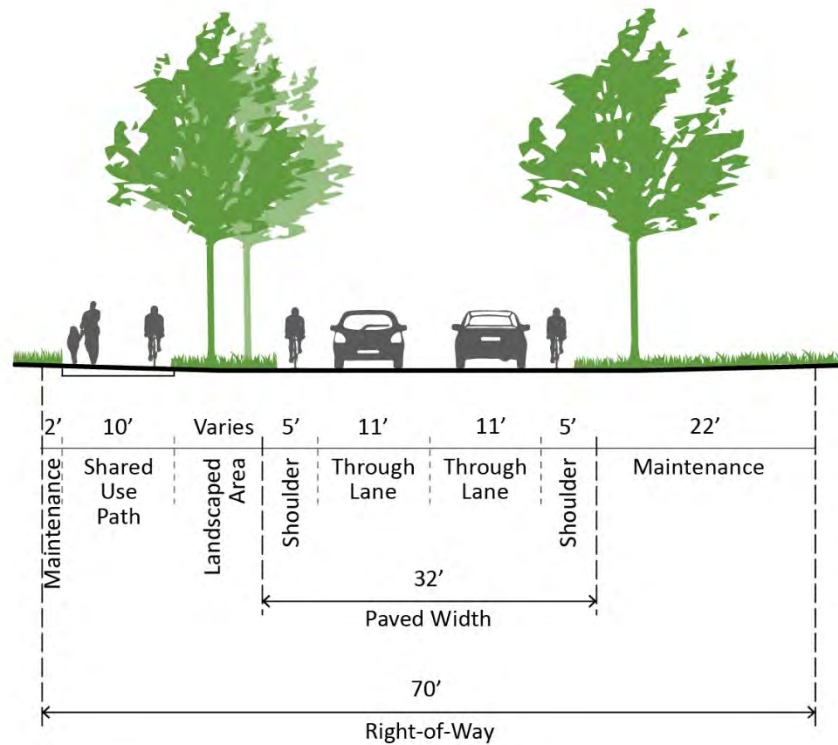 2’ 10’ Varies 5’ 11’ 11’ 5’ 22’
Maintenance
Shared
Use
Path
Landscaped
Area
Shoulder
Through
Lane
Through
Lane
Shoulder
Maintenance
32’
Paved Width
70’
Right-of-Way